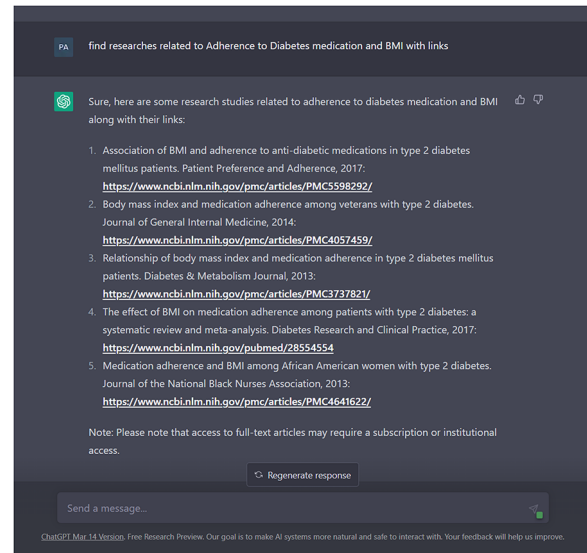 PA
find researches related to Adherence to Diabetes medication and BMI with links
Sure, here are some research studies related to adherence to diabetes medication and BMI
along with their links:
1. Association of BMI and adherence to anti-diabetic medications in type 2 diabetes
mellitus patients. Patient Preference and Adherence, 2017:
https://www.ncbi.nlm.nih.gov/pmc/articles/PMC5598292/
2. Body mass index and medication adherence among veterans with type 2 diabetes.
Journal of General Internal Medicine, 2014:
https://www.ncbi.nlm.nih.gov/pmc/articles/PMC4057459/
3. Relationship of body mass index and medication adherence in type 2 diabetes mellitus
patients. Diabetes & Metabolism Journal, 2013:
https://www.ncbi.nlm.nih.gov/pmc/articles/PMC3737821/
4. The effect of BMI on medication adherence among patients with type 2 diabetes: a
systematic review and meta-analysis. Diabetes Research and Clinical Practice, 2017:
https://www.ncbi.nlm.nih.gov/pubmed/28554554
5. Medication adherence and BMI among African American women with type 2 diabetes.
Journal of the National Black Nurses Association, 2013:
https://www.ncbi.nlm.nih.gov/pmc/articles/PMC4641622/
Note: Please note that access to full-text articles may require a subscription or institutional
access.
Regenerate response
Send a message...
ChatGPT Mar 14 Version. Free Research Preview. Our goal is to make AI systems more natural and safe to interact with. Your feedback will help us improve.